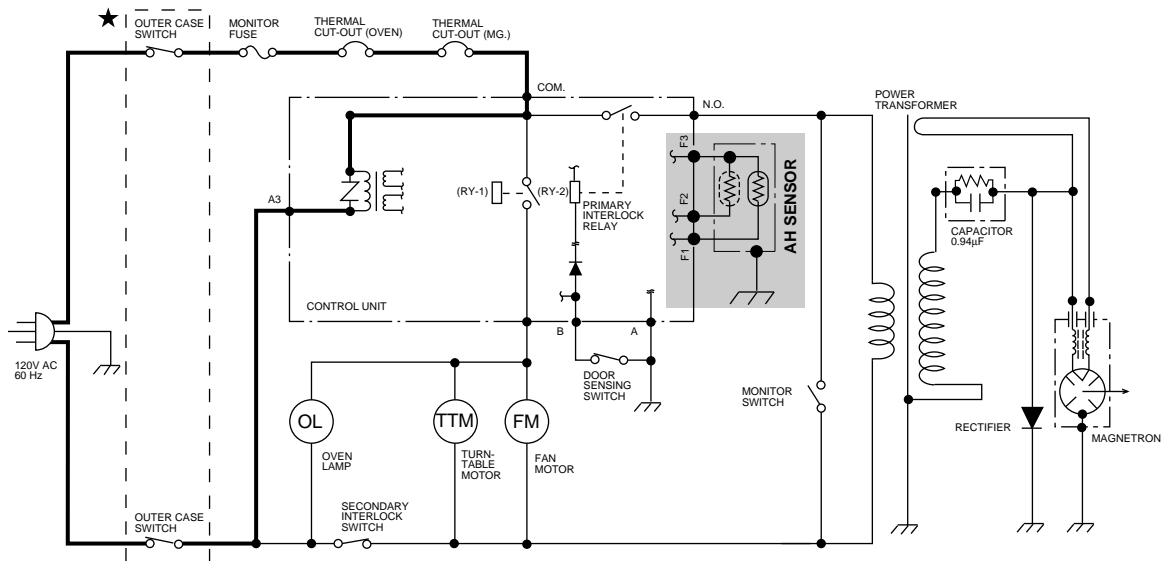 ★
OUTER CASE
SWITCH
MONITOR
FUSE
THERMAL
CUT-OUT (OVEN)
THERMAL
CUT-OUT (MG.)
COM.
N.O.
POWER
TRANSFORMER
A3
(RY-1)
(RY-2)
PRIMARY
INTERLOCK
RELAY
F3
F2
F1
AH SENSOR
CAPACITOR
0.94µF
CONTROL UNIT
B
A
120V AC
60 Hz
DOOR
SENSING
SWITCH
MONITOR
SWITCH
OL
OVEN
LAMP
TTM
TURN-
TABLE
MOTOR
FM
FAN
MOTOR
RECTIFIER
MAGNETRON
OUTER CASE
SWITCH
SECONDARY
INTERLOCK
SWITCH